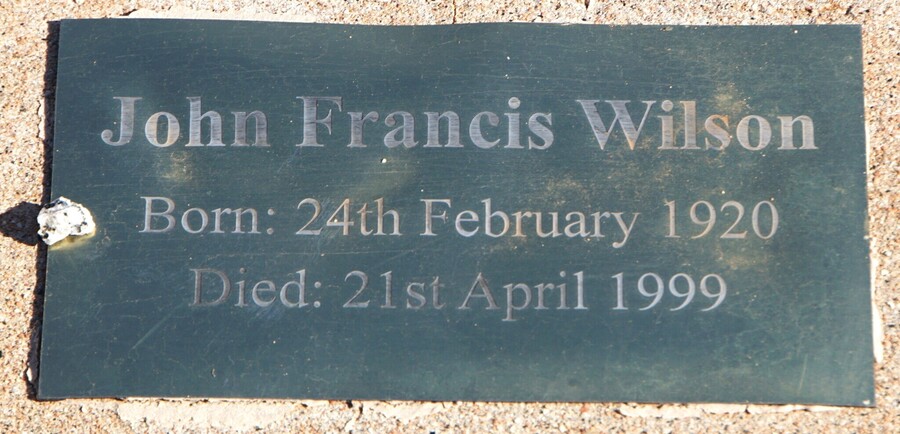 John Francis Wilson
Born: 24th February 1920
Died: 21st April 1999